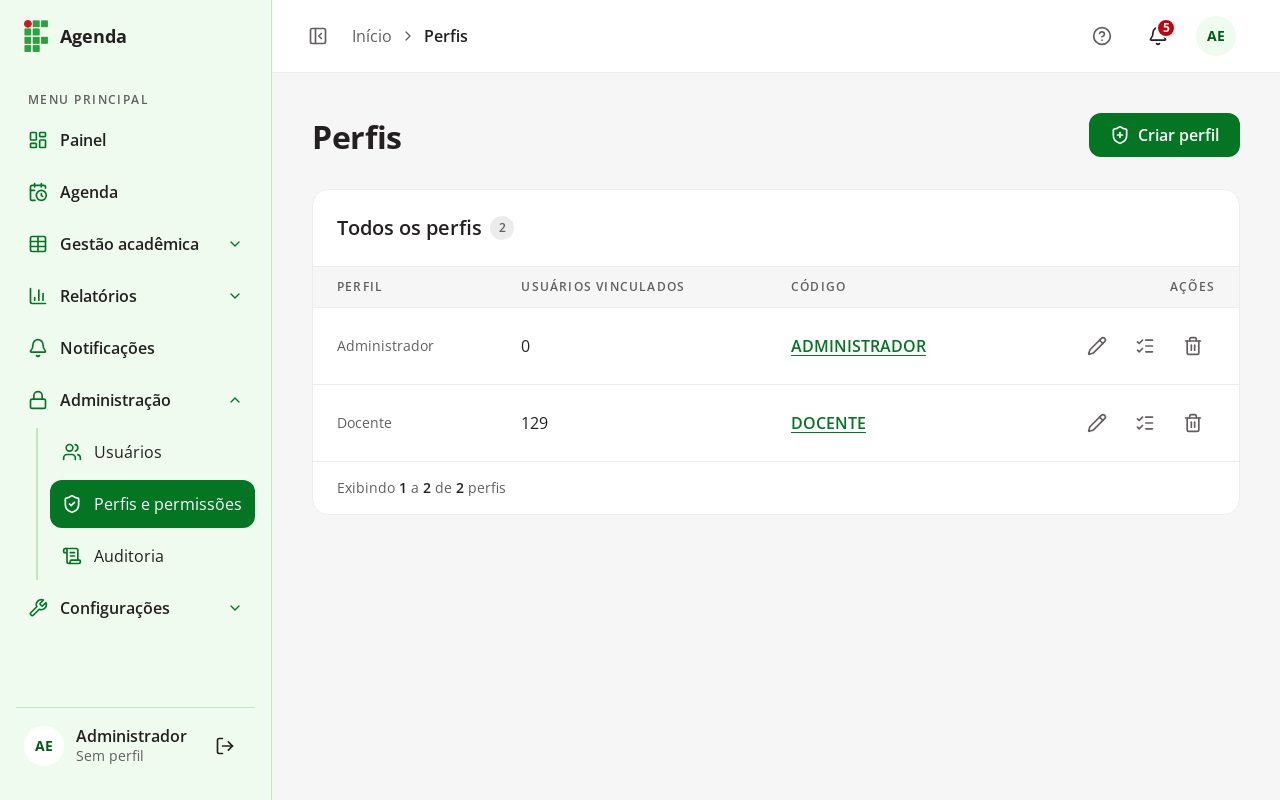 Agenda
MENU PRINCIPAL
Painel
Agenda
Gestão acadêmica
Relatórios
Notificações
Administração
Usuários
Perfis e permissões
Auditoria
Configurações
AE
Administrador
Sem perfil
Início > Perfis
5
AE
Perfis
Criar perfil
Todos os perfis 2
PERFIL USUÁRIOS VINCULADOS CÓDIGO AÇÕES
Administrador 0 ADMINISTRADOR
Docente 129 DOCENTE
Exibindo 1 a 2 de 2 perfis